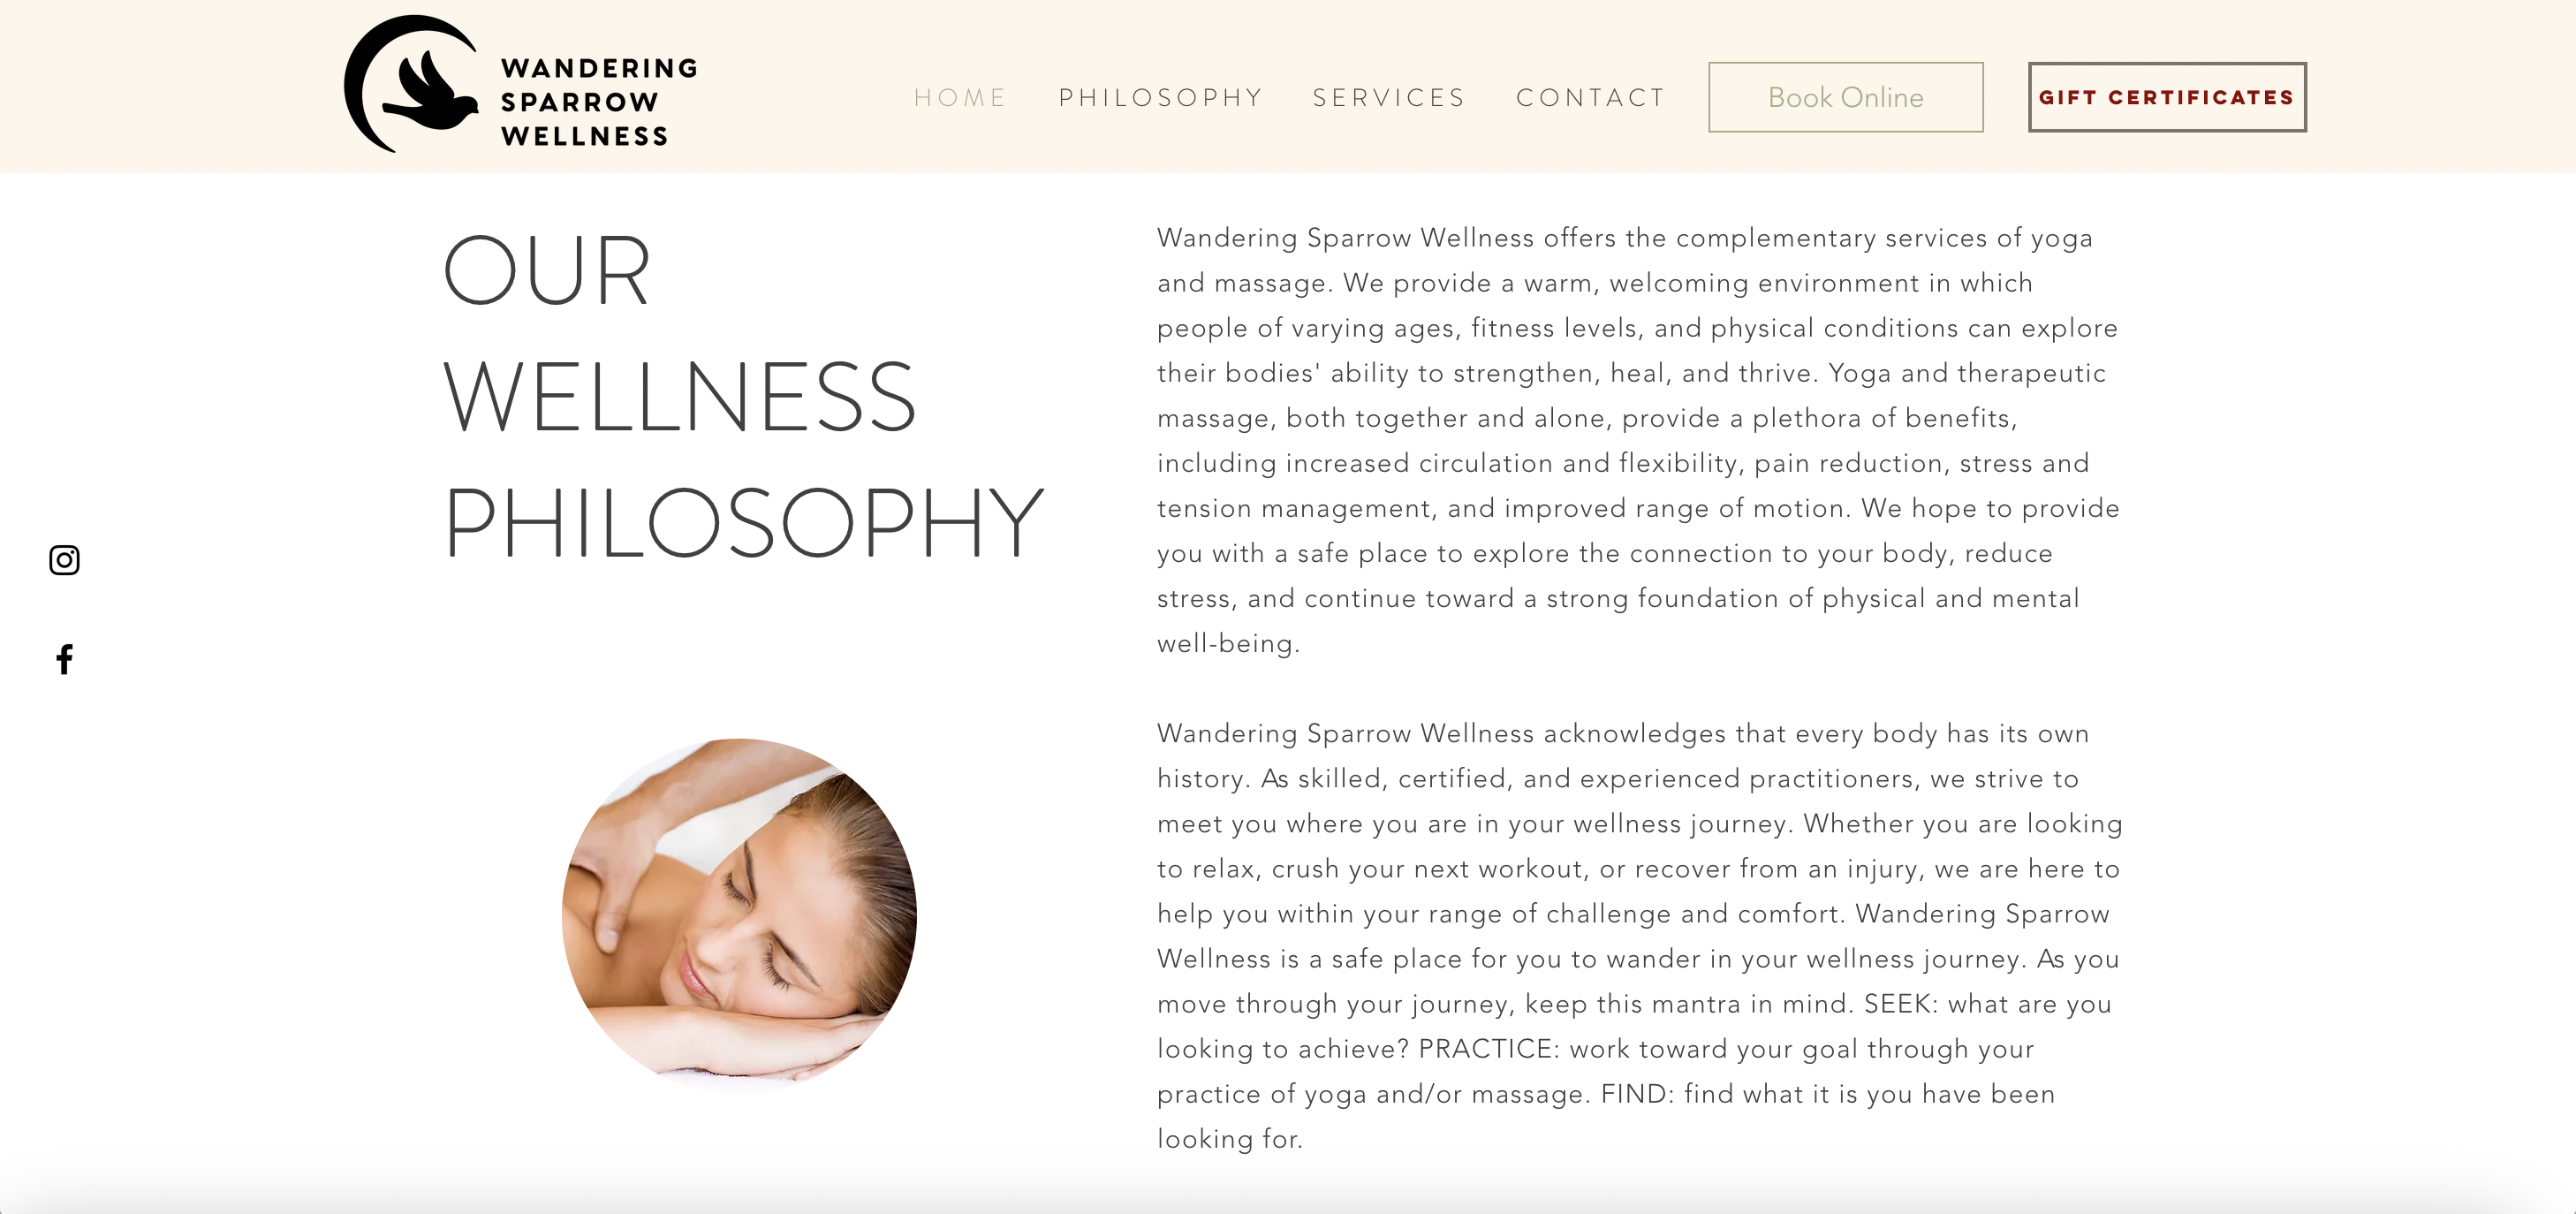 WANDERING
SPARROW
WELLNESS
HOME PHILOSOPHY SERVICES CONTACT Book Online GIFT CERTIFICATES
OUR
WELLNESS
PHILOSOPHY
Wandering Sparrow Wellness offers the complementary services of yoga
and massage. We provide a warm, welcoming environment in which
people of varying ages, fitness levels, and physical conditions can explore
their bodies' ability to strengthen, heal, and thrive. Yoga and therapeutic
massage, both together and alone, provide a plethora of benefits,
including increased circulation and flexibility, pain reduction, stress and
tension management, and improved range of motion. We hope to provide
you with a safe place to explore the connection to your body, reduce
stress, and continue toward a strong foundation of physical and mental
well-being.
Wandering Sparrow Wellness acknowledges that every body has its own
history. As skilled, certified, and experienced practitioners, we strive to
meet you where you are in your wellness journey. Whether you are looking
to relax, crush your next workout, or recover from an injury, we are here to
help you within your range of challenge and comfort. Wandering Sparrow
Wellness is a safe place for you to wander in your wellness journey. As you
move through your journey, keep this mantra in mind. SEEK: what are you
looking to achieve? PRACTICE: work toward your goal through your
practice of yoga and/or massage. FIND: find what it is you have been
looking for.